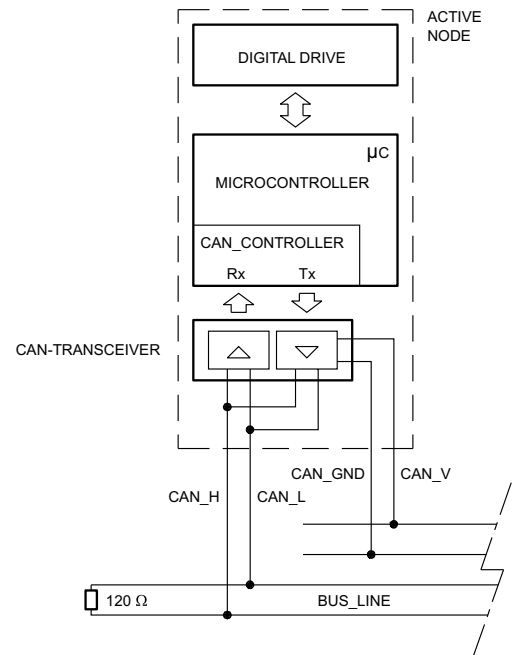 ACTIVE
NODE
DIGITAL DRIVE
µC
MICROCONTROLLER
CAN_CONTROLLER
Rx Tx
CAN-TRANSCEIVER
CAN_GND CAN_V
CAN_H CAN_L
120 Ω BUS_LINE